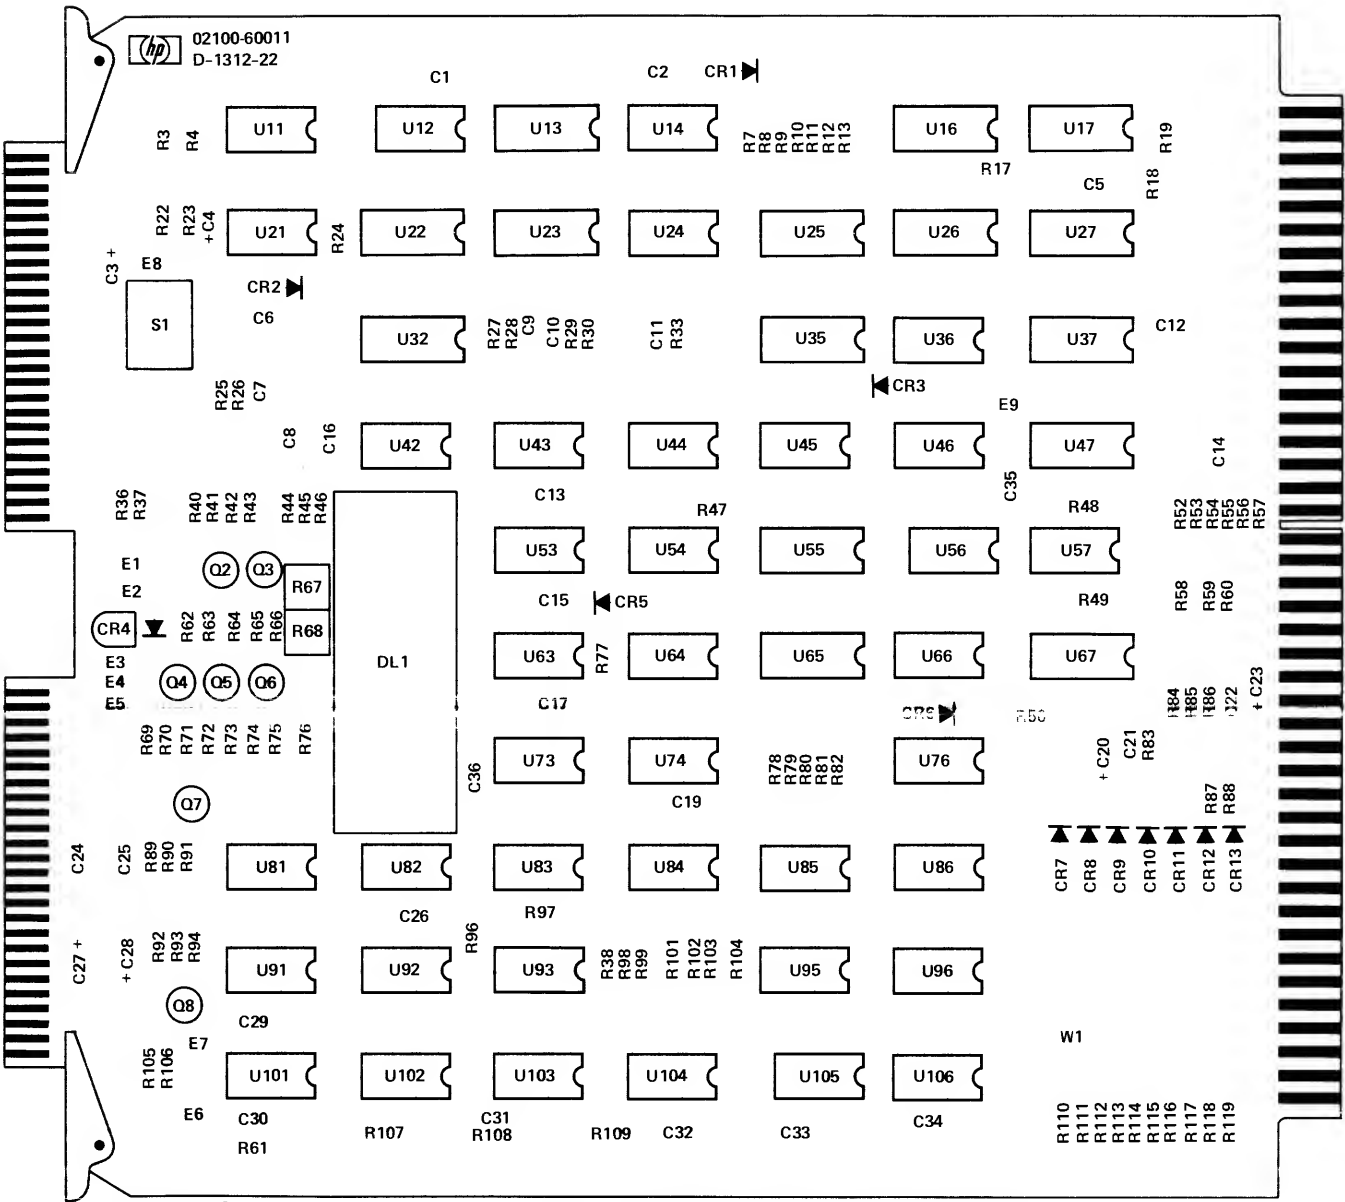 hp 02100-60011
D-1312-22
C1
C2
CR1
R3
R4
U11
U12
U13
U14
R7
R8
R9
R10
R11
R12
R13
U16
U17
R19
R17
C5
R18
R22
R23
+ C4
U21
R24
U22
U23
U24
U25
U26
U27
C3 +
E8
CR2
S1
C6
U32
R27
R28
C9
C10
R29
R30
C11
R33
U35
U36
U37
C12
R25
R26
C7
CR3
E9
C8
C16
U42
U43
U44
U45
U46
U47
C14
C13
C35
R36
R37
R40
R41
R42
R43
R44
R45
R46
R47
R48
R52
R53
R54
R55
R56
R57
U53
U54
U55
U56
U57
E1
Q2
Q3
R67
E2
C15
CR5
R49
R58
R59
R60
CR4
R62
R63
R64
R65
R66
R68
DL1
U63
R77
U64
U65
U66
U67
E3
E4
Q4
Q5
Q6
E5
C17
R84
R85
R86
+ C23
R69
R70
R71
R72
R73
R74
R75
R76
U73
U74
R78
R79
R80
R81
R82
U76
+ C20
C21
R83
C36
C19
Q7
R87
R88
C24
C25
R89
R90
R91
U81
U82
U83
U84
U85
U86
CR7
CR8
CR9
CR10
CR11
CR12
CR13
C26
R97
C27 +
+ C28
R92
R93
R94
U91
U92
R96
U93
R38
R98
R99
R101
R102
R103
R104
U95
U96
Q8
C29
E7
W1
R105
R106
U101
U102
U103
U104
U105
U106
E6
C30
R61
R107
C31
R108
R109
C32
C33
C34
R110
R111
R112
R113
R114
R115
R116
R117
R118
R119